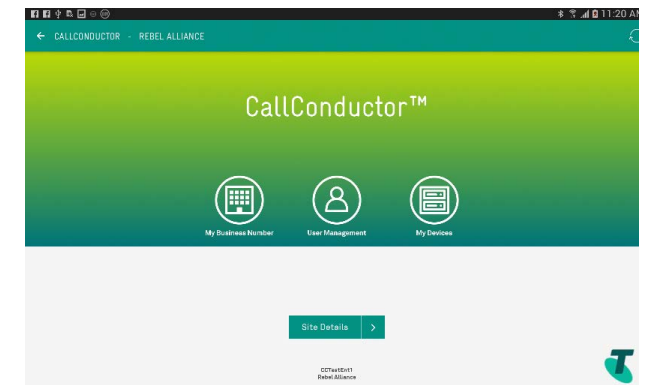 11:20 AM
CALLCONDUCTOR - REBEL ALLIANCE
CallConductor™
My Business Number
User Management
My Devices
Site Details
CCTestEnt1
Rebel Alliance